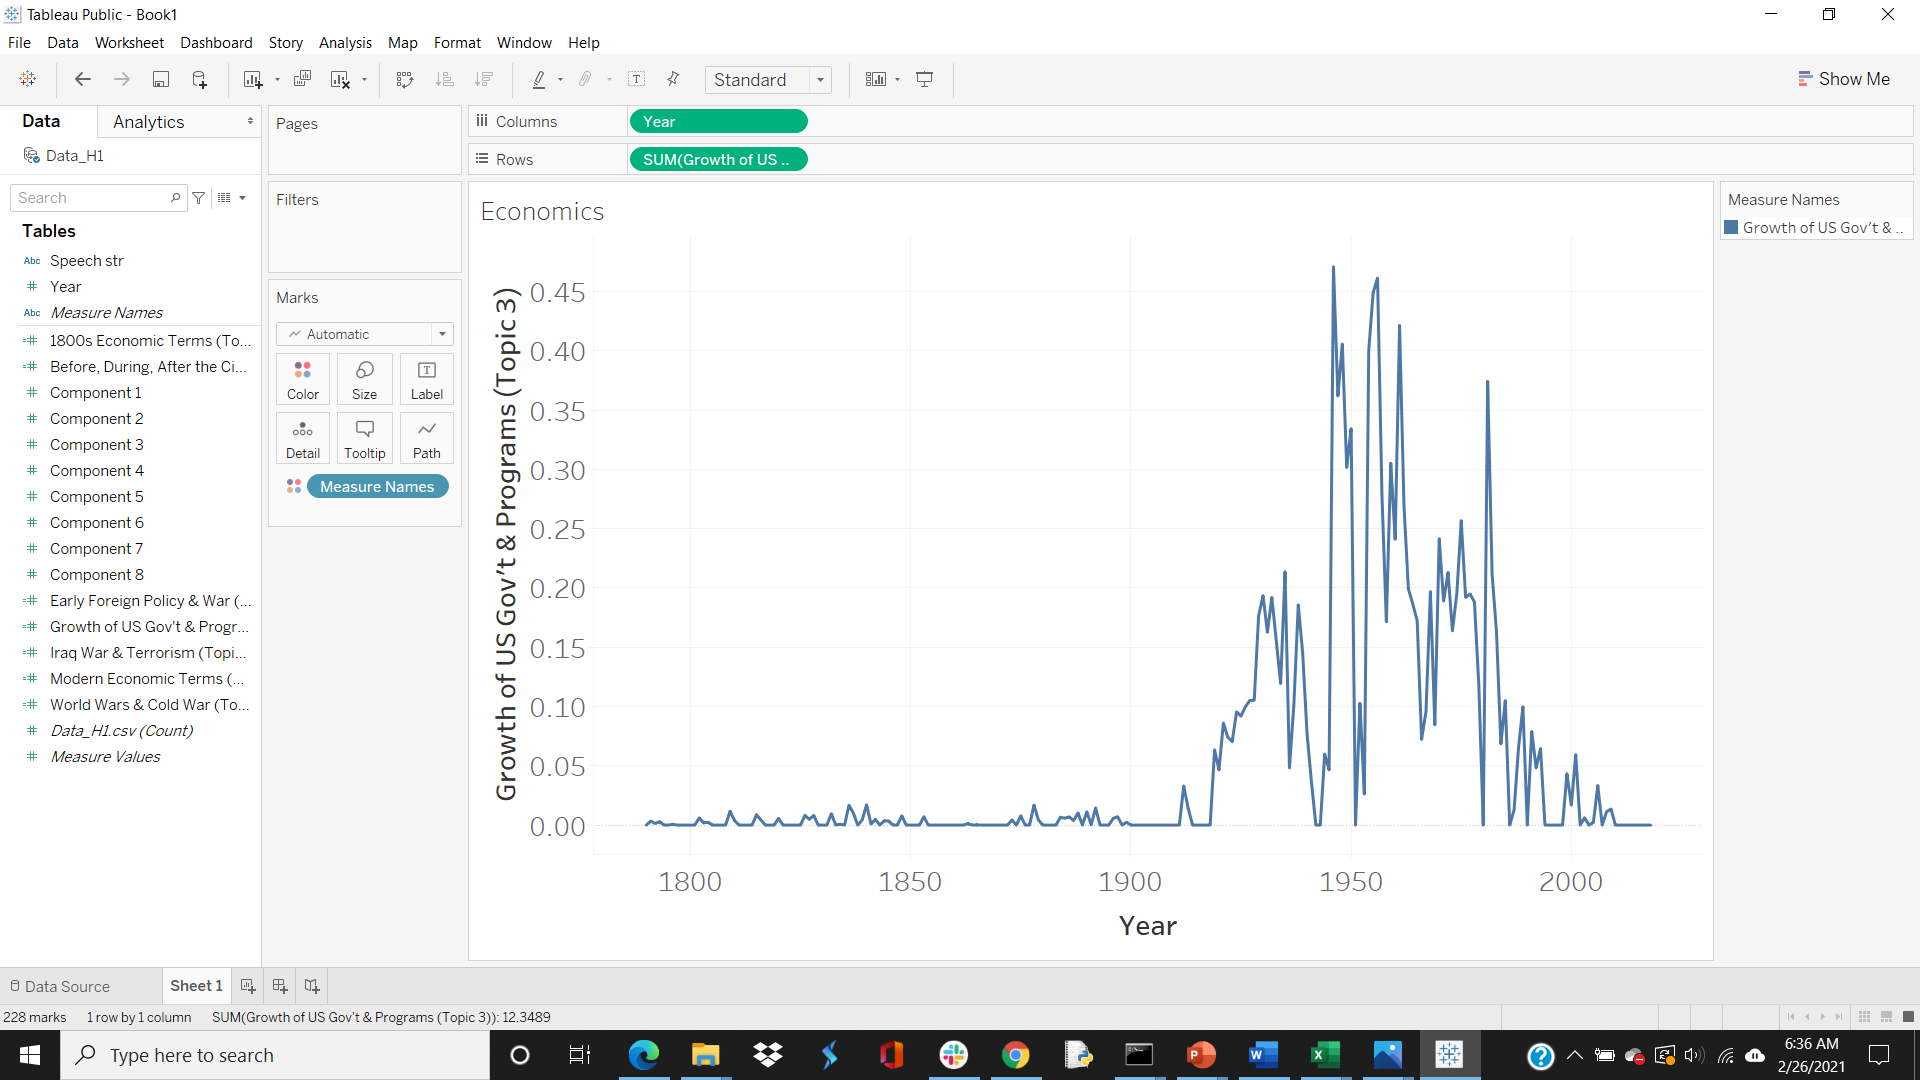 Tableau Public - Book1
File Data Worksheet Dashboard Story Analysis Map Format Window Help
Standard
Show Me
Data Analytics
Data_H1
Search
Tables
Abc Speech str
Year
Abc Measure Names
1800s Economic Terms (To...
Before, During, After the Ci...
Component 1
Component 2
Component 3
Component 4
Component 5
Component 6
Component 7
Component 8
Early Foreign Policy & War (...
Growth of US Gov't & Progr...
Iraq War & Terrorism (Topi...
Modern Economic Terms (...
World Wars & Cold War (To...
Data_H1.csv (Count)
Measure Values
Pages
Filters
Marks
Automatic
Color Size Label
Detail Tooltip Path
Measure Names
Columns Year
Rows SUM(Growth of US ..
Economics
Growth of US Gov't & Programs (Topic 3)
0.45
0.40
0.35
0.30
0.25
0.20
0.15
0.10
0.05
0.00
1800 1850 1900 1950 2000
Year
Measure Names
Growth of US Gov't & ..
Data Source Sheet 1
228 marks 1 row by 1 column SUM(Growth of US Gov't & Programs (Topic 3)): 12.3489
Type here to search
6:36 AM
2/26/2021